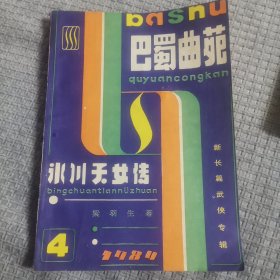 bashu
巴蜀曲苑
quyuancongkan
冰川天女传
bingchuantiannüzhuan
梁羽生著
新长篇武侠专辑
4
1984